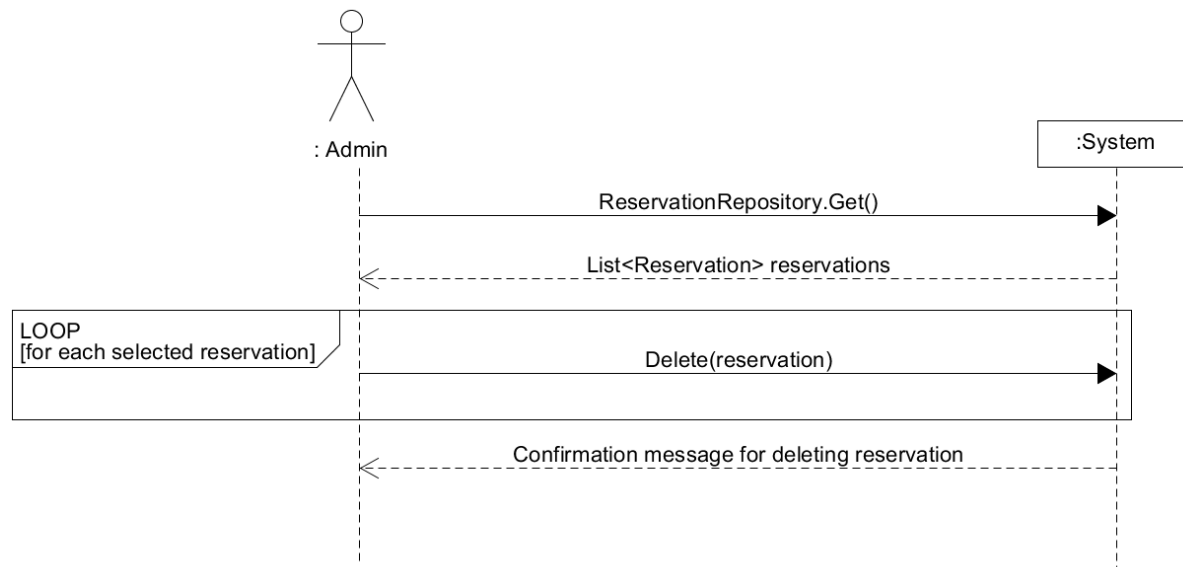 : Admin
:System
ReservationRepository.Get()
List<Reservation> reservations
LOOP
[for each selected reservation]
Delete(reservation)
Confirmation message for deleting reservation